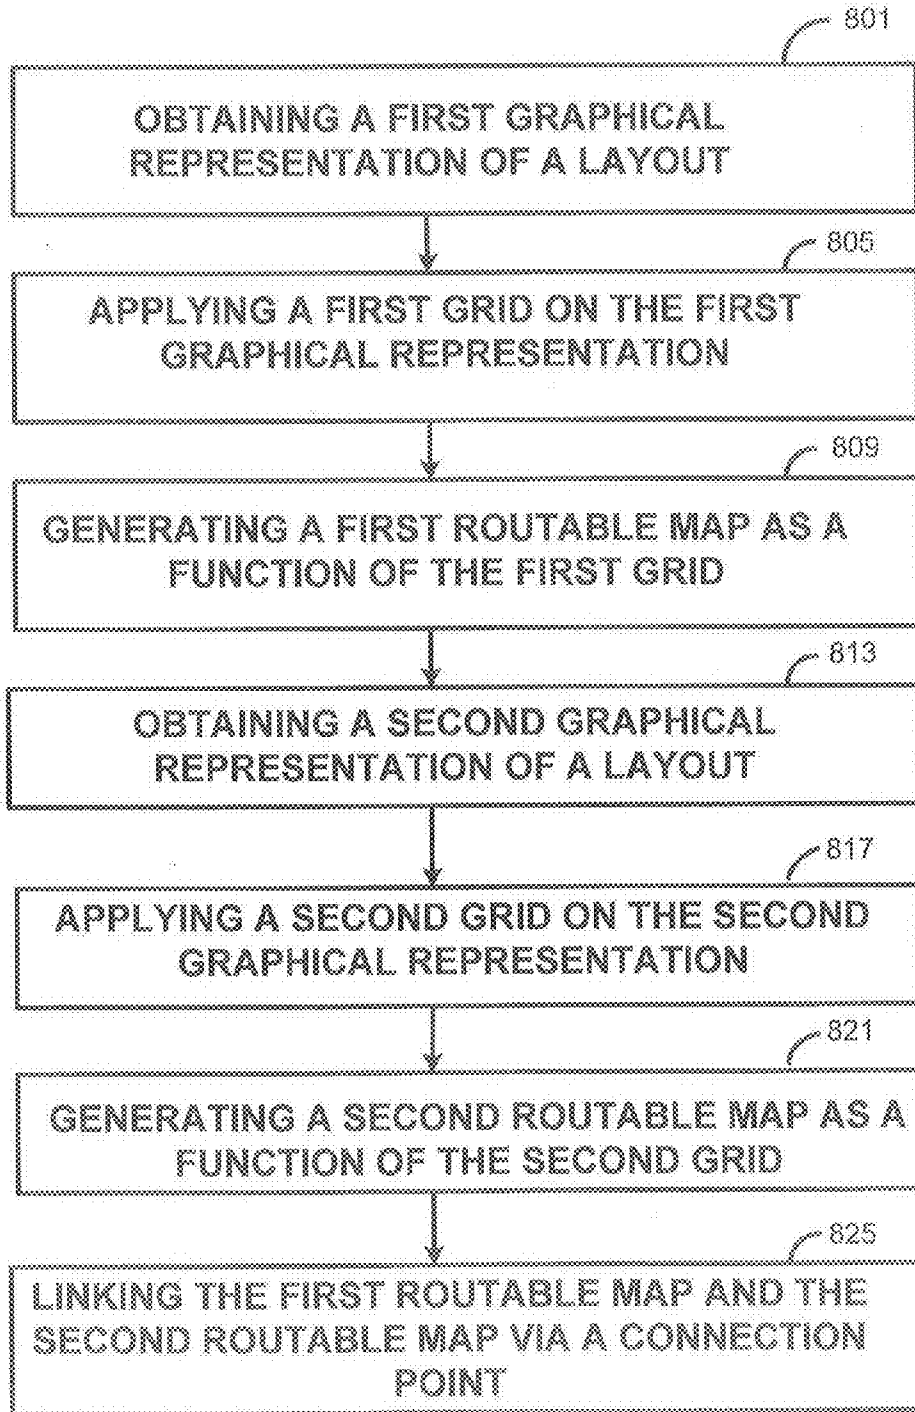 801
OBTAINING A FIRST GRAPHICAL
REPRESENTATION OF A LAYOUT
805
APPLYING A FIRST GRID ON THE FIRST
GRAPHICAL REPRESENTATION
809
GENERATING A FIRST ROUTABLE MAP AS A
FUNCTION OF THE FIRST GRID
813
OBTAINING A SECOND GRAPHICAL
REPRESENTATION OF A LAYOUT
817
APPLYING A SECOND GRID ON THE SECOND
GRAPHICAL REPRESENTATION
821
GENERATING A SECOND ROUTABLE MAP AS A
FUNCTION OF THE SECOND GRID
825
LINKING THE FIRST ROUTABLE MAP AND THE
SECOND ROUTABLE MAP VIA A CONNECTION
POINT